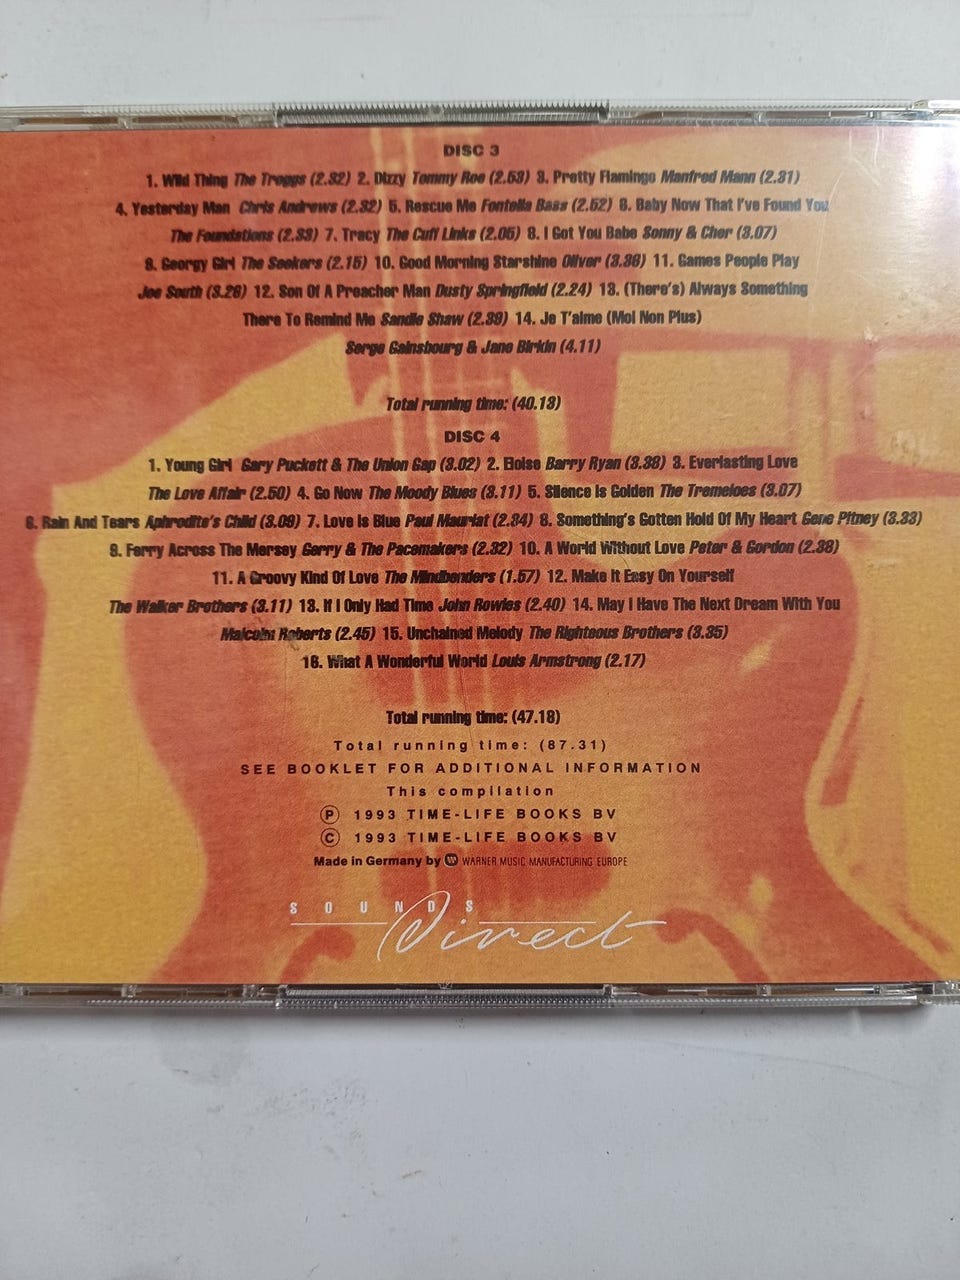 DISC 3
1. Wild Thing The Troggs (2.32) 2. Dizzy Tommy Roe (2.53) 3. Pretty Flamingo Manfred Mann (2.31)
4. Yesterday Man Chris Andrews (2.32) 5. Rescue Me Fontella Bass (2.52) 6. Baby Now That I've Found You
The Foundations (2.33) 7. Tracy The Cuff Links (2.05) 8. I Got You Babe Sonny & Cher (3.07)
9. Georgy Girl The Seekers (2.15) 10. Good Morning Starshine Oliver (3.36) 11. Games People Play
Joe South (3.26) 12. Son Of A Preacher Man Dusty Springfield (2.24) 13. (There's) Always Something
There To Remind Me Sandie Shaw (2.39) 14. Je T'aime (Moi Non Plus)
Serge Gainsbourg & Jane Birkin (4.11)
Total running time: (40.13)
DISC 4
1. Young Girl Gary Puckett & The Union Gap (3.02) 2. Eloise Barry Ryan (3.38) 3. Everlasting Love
The Love Affair (2.50) 4. Go Now The Moody Blues (3.11) 5. Silence Is Golden The Tremeloes (3.07)
6. Rain And Tears Aphrodite's Child (3.09) 7. Love Is Blue Paul Mauriat (2.34) 8. Something's Gotten Hold Of My Heart Gene Pitney (3.33)
9. Ferry Across The Mersey Gerry & The Pacemakers (2.32) 10. A World Without Love Peter & Gordon (2.38)
11. A Groovy Kind Of Love The Mindbenders (1.57) 12. Make It Easy On Yourself
The Walker Brothers (3.11) 13. If I Only Had Time John Rowles (2.40) 14. May I Have The Next Dream With You
Malcolm Roberts (2.45) 15. Unchained Melody The Righteous Brothers (3.35)
16. What A Wonderful World Louis Armstrong (2.17)
Total running time: (47.18)
Total running time: (87.31)
SEE BOOKLET FOR ADDITIONAL INFORMATION
This compilation
Ⓟ 1993 TIME-LIFE BOOKS BV
© 1993 TIME-LIFE BOOKS BV
Made in Germany by WARNER MUSIC MANUFACTURING EUROPE
SOUNDS
Direct